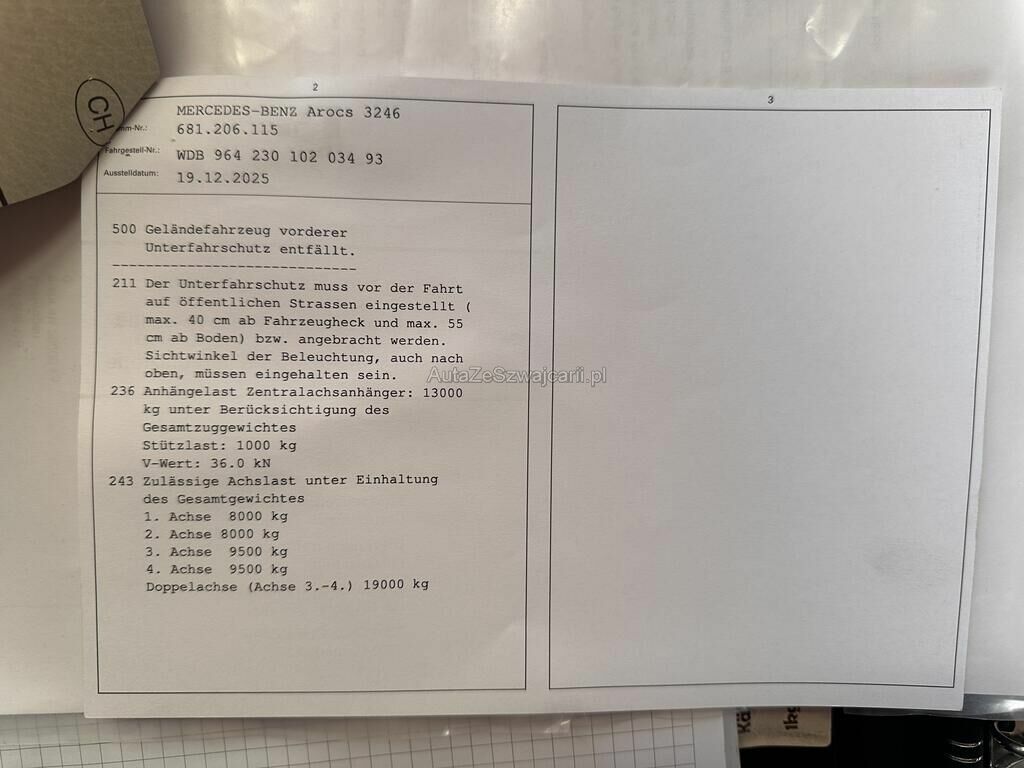 2
MERCEDES-BENZ Arocs 3246
mm-Nr.: 681.206.115
Fahrgestell-Nr.: WDB 964 230 102 034 93
Ausstelldatum: 19.12.2025
500 Geländefahrzeug vorderer
Unterfahrschutz entfällt.
-----------------------------
211 Der Unterfahrschutz muss vor der Fahrt
auf öffentlichen Strassen eingestellt (
max. 40 cm ab Fahrzeugheck und max. 55
cm ab Boden) bzw. angebracht werden.
Sichtwinkel der Beleuchtung, auch nach
oben, müssen eingehalten sein.
236 Anhängelast Zentralachsanhänger: 13000
kg unter Berücksichtigung des
Gesamtzuggewichtes
Stützlast: 1000 kg
V-Wert: 36.0 kN
243 Zulässige Achslast unter Einhaltung
des Gesamtgewichtes
1. Achse 8000 kg
2. Achse 8000 kg
3. Achse 9500 kg
4. Achse 9500 kg
Doppelachse (Achse 3.-4.) 19000 kg
3
CH
AutaZeSzwajcarii.pl
1kg